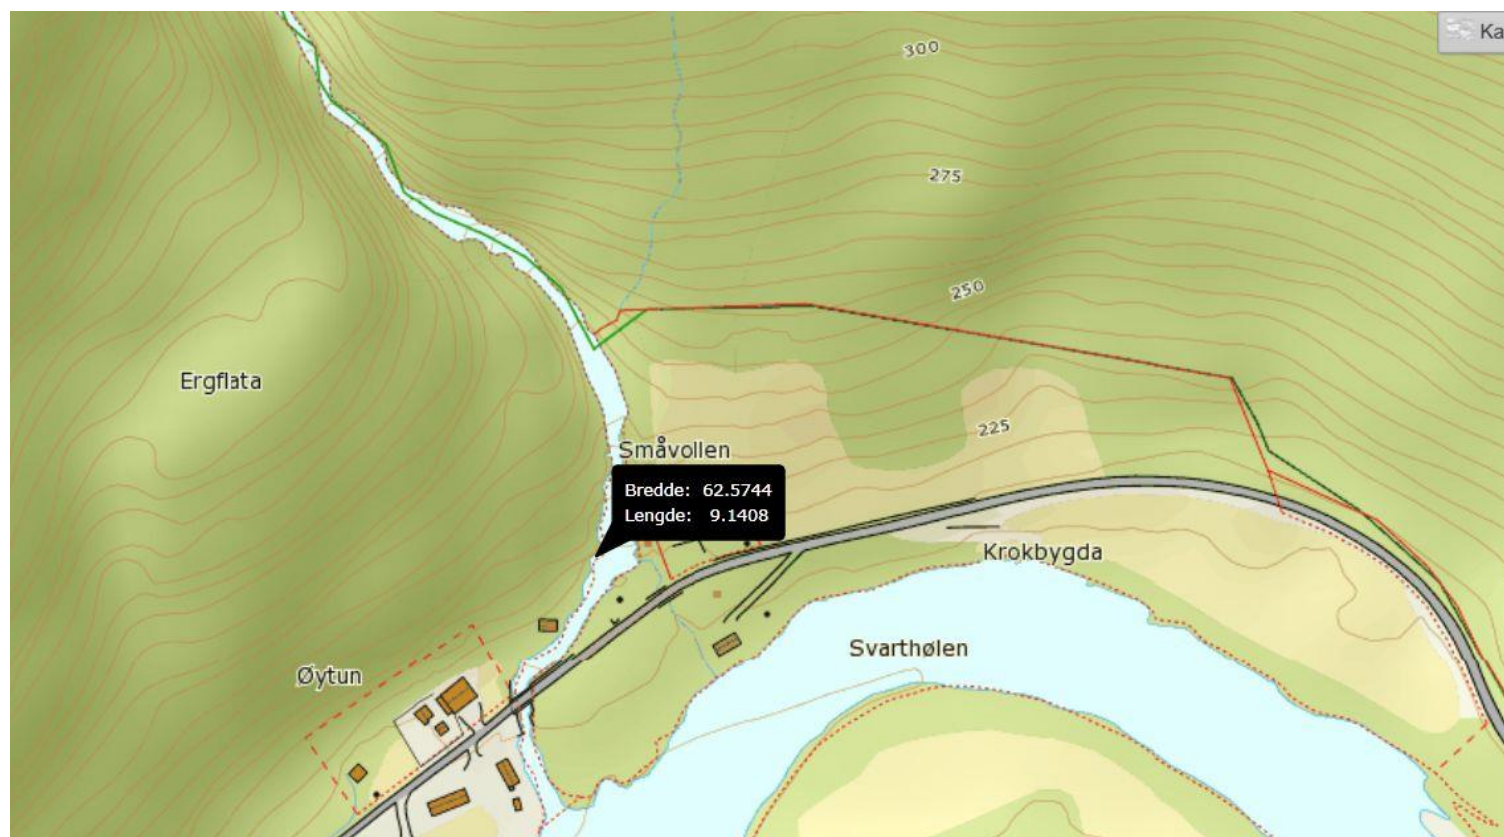 Ka
300
275
250
Ergflata
225
Småvollen
Bredde: 62.5744
Lengde: 9.1408
Krokbygda
Svarthølen
Øytun